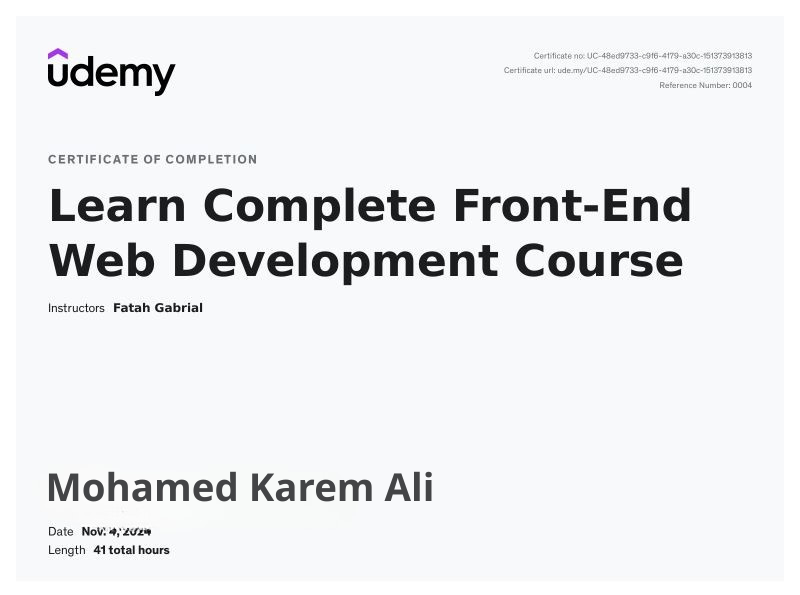 udemy
Certificate no: UC-48ed9733-c9f6-4179-a30c-151373913813
Certificate url: ude.my/UC-48ed9733-c9f6-4179-a30c-151373913813
Reference Number: 0004
CERTIFICATE OF COMPLETION
Learn Complete Front-End
Web Development Course
Instructors Fatah Gabrial
Mohamed Karem Ali
Date Nov. 4, 2024
Length 41 total hours